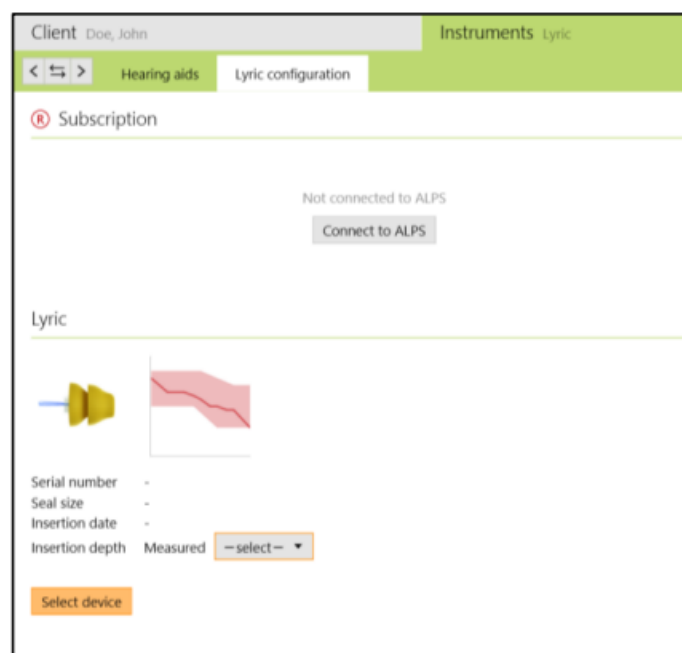 Client Doe, John Instruments Lyric
< ⇆ > Hearing aids Lyric configuration
R Subscription
Not connected to ALPS
Connect to ALPS
Lyric
Serial number -
Seal size -
Insertion date -
Insertion depth Measured —select— ▼
Select device